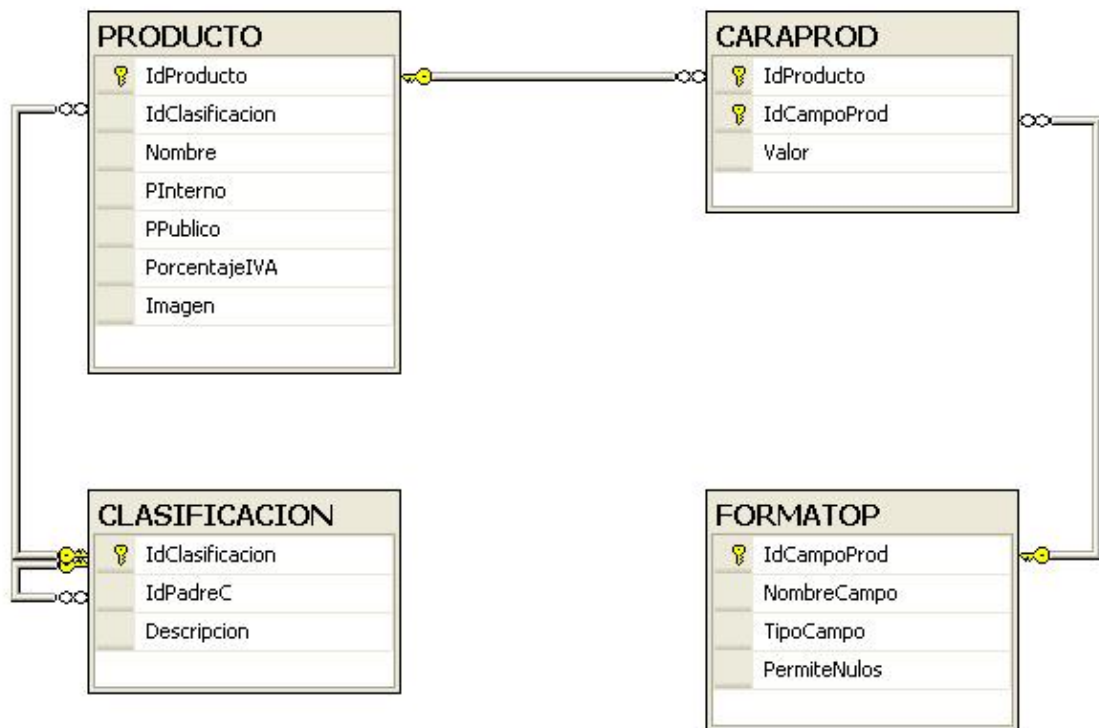 PRODUCTO
IdProducto
IdClasificacion
Nombre
PInterno
PPublico
PorcentajeIVA
Imagen
CARAPROD
IdProducto
IdCampoProd
Valor
CLASIFICACION
IdClasificacion
IdPadreC
Descripcion
FORMATOP
IdCampoProd
NombreCampo
TipoCampo
PermiteNulos